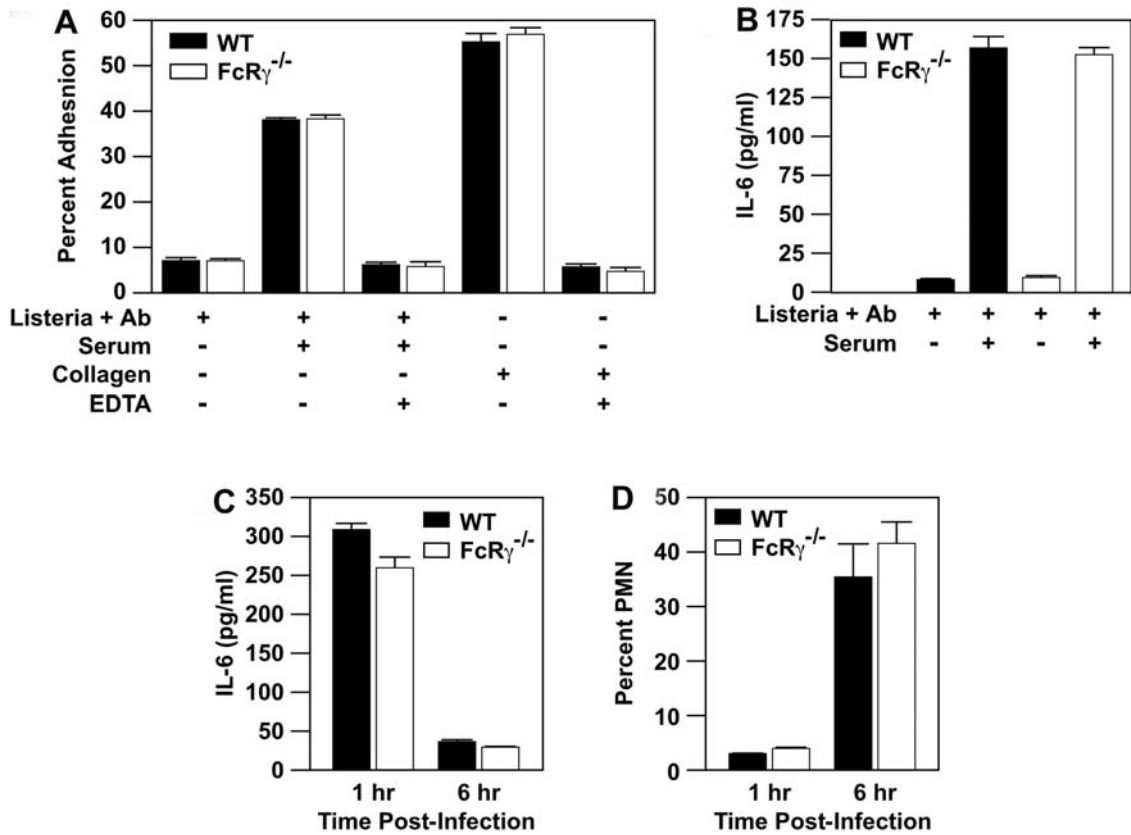 A
60
50
40
30
20
10
0
Percent Adhesnion
WT
FcRγ-/-
Listeria + Ab + + + - -
Serum - + + - -
Collagen - - - + +
EDTA - - + - +
B
175
150
125
100
75
50
25
0
IL-6 (pg/ml)
WT
FcRγ-/-
Listeria + Ab + + + +
Serum - + - +
C
350
300
250
200
150
100
50
0
IL-6 (pg/ml)
WT
FcRγ-/-
1 hr 6 hr
Time Post-Infection
D
50
40
30
20
10
0
Percent PMN
WT
FcRγ-/-
1 hr 6 hr
Time Post-Infection